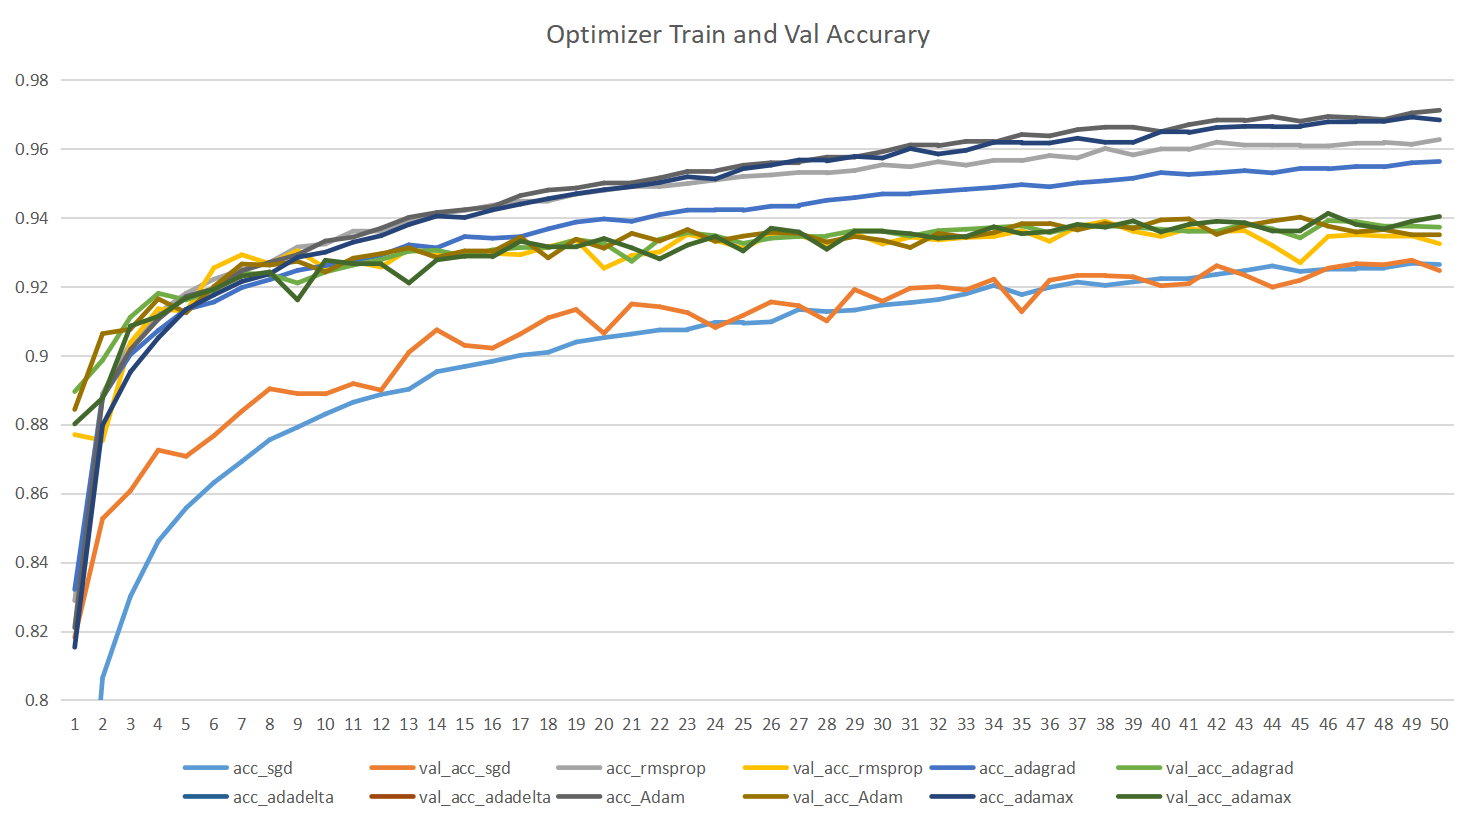 Optimizer Train and Val Accurary
0.98
0.96
0.94
0.92
0.9
0.88
0.86
0.84
0.82
0.8
1 2 3 4 5 6 7 8 9 10 11 12 13 14 15 16 17 18 19 20 21 22 23 24 25 26 27 28 29 30 31 32 33 34 35 36 37 38 39 40 41 42 43 44 45 46 47 48 49 50
acc_sgd val_acc_sgd acc_rmsprop val_acc_rmsprop acc_adagrad val_acc_adagrad
acc_adadelta val_acc_adadelta acc_Adam val_acc_Adam acc_adamax val_acc_adamax